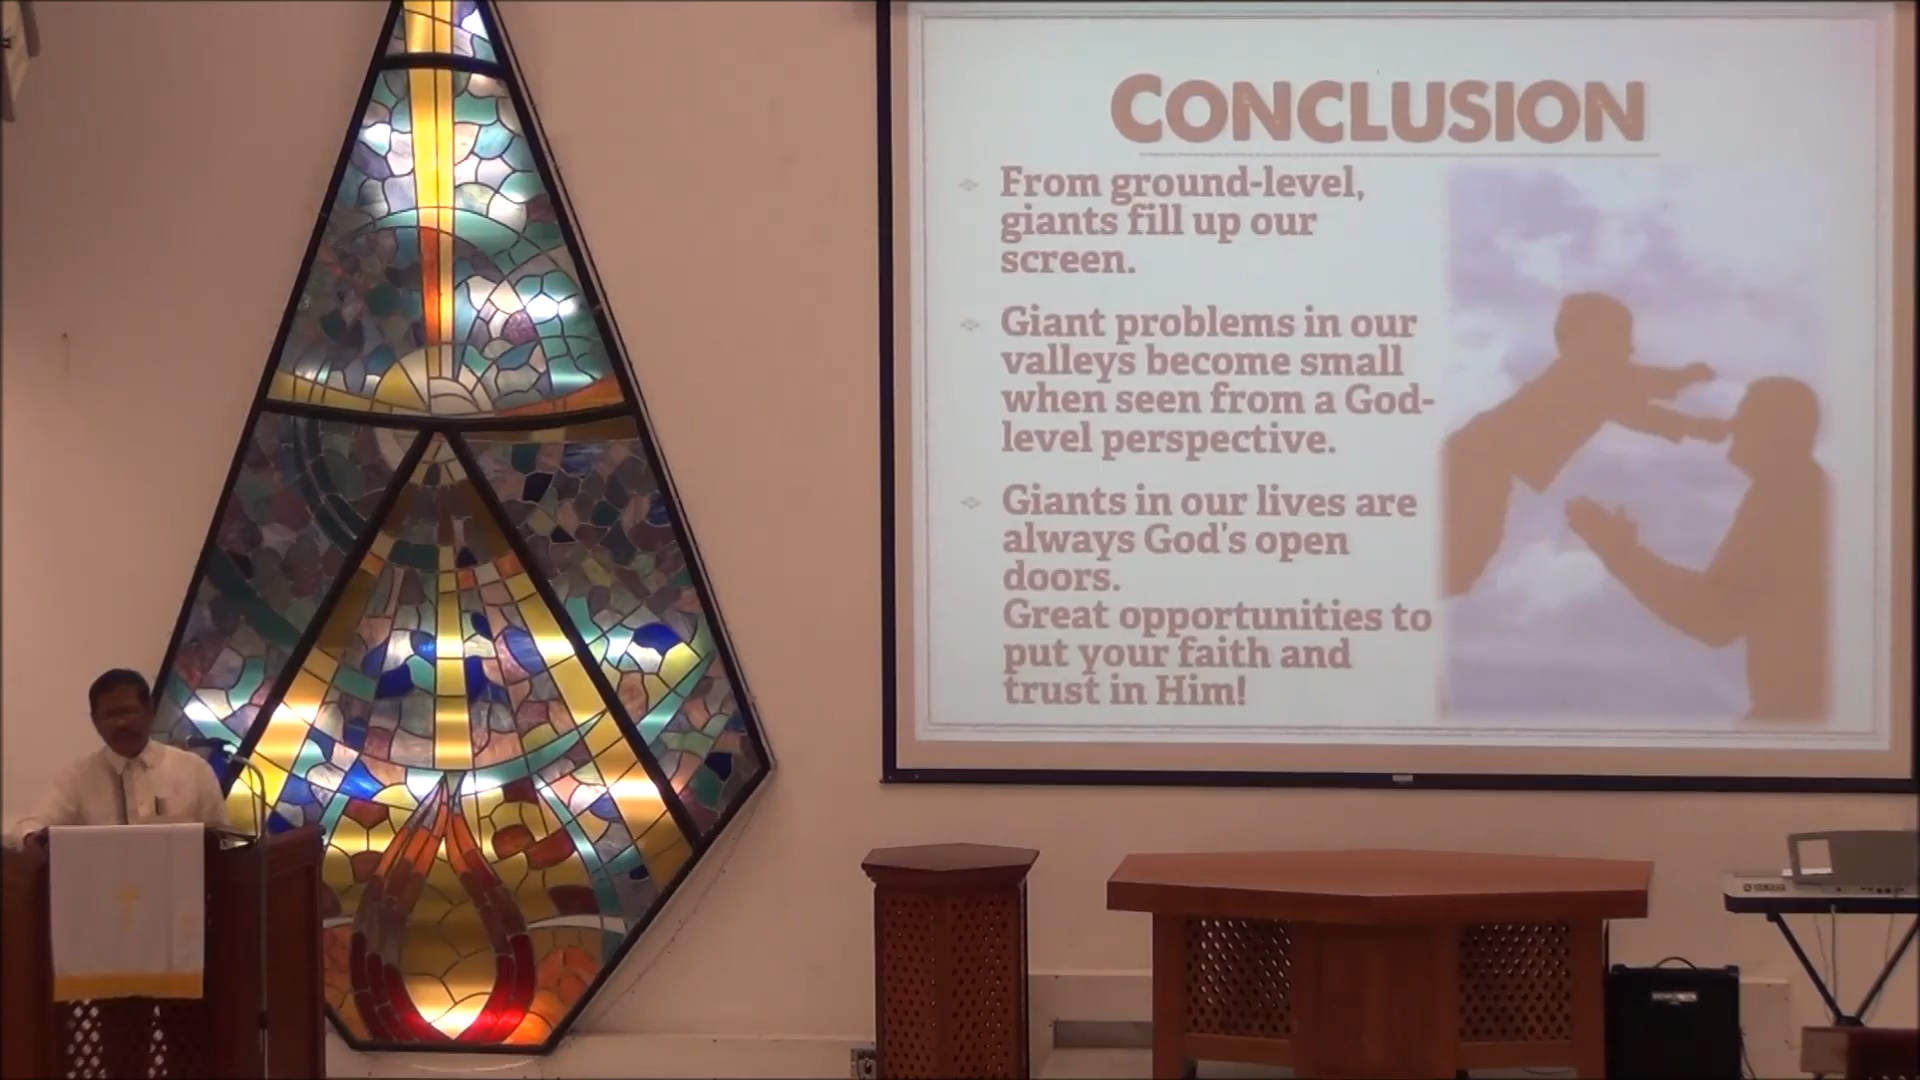 CONCLUSION
From ground-level,
giants fill up our
screen.
Giant problems in our
valleys become small
when seen from a God-
level perspective.
Giants in our lives are
always God's open
doors.
Great opportunities to
put your faith and
trust in Him!
YAMAHA